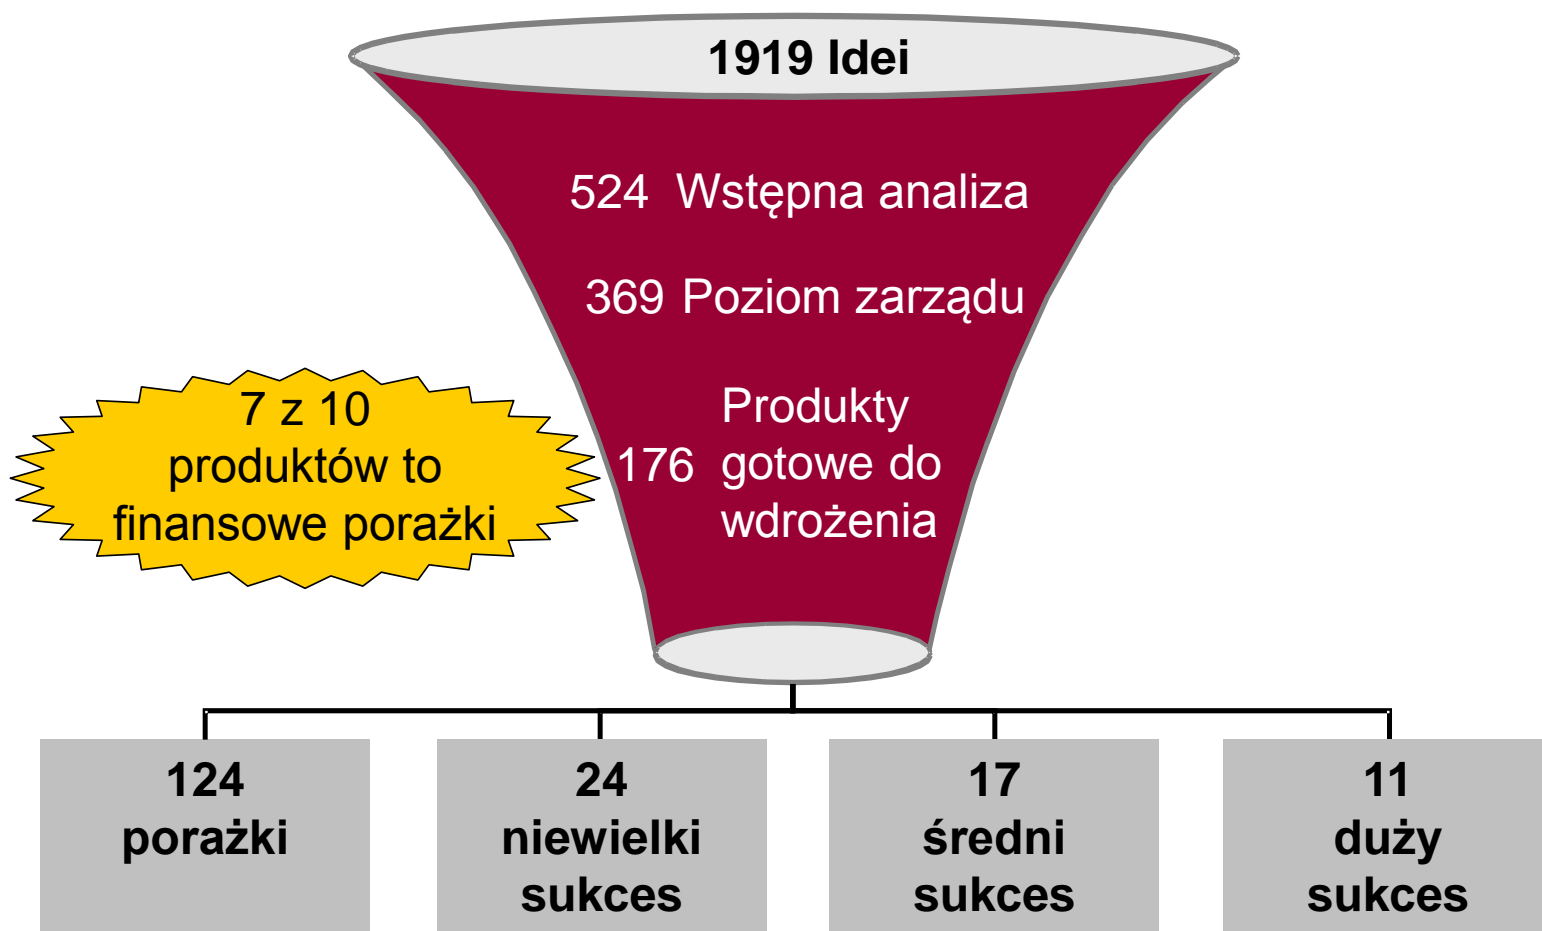 1919 Idei
524 Wstępna analiza
369 Poziom zarządu
Produkty
176 gotowe do
wdrożenia
7 z 10
produktów to
finansowe porażki
124
porażki
24
niewielki
sukces
17
średni
sukces
11
duży
sukces